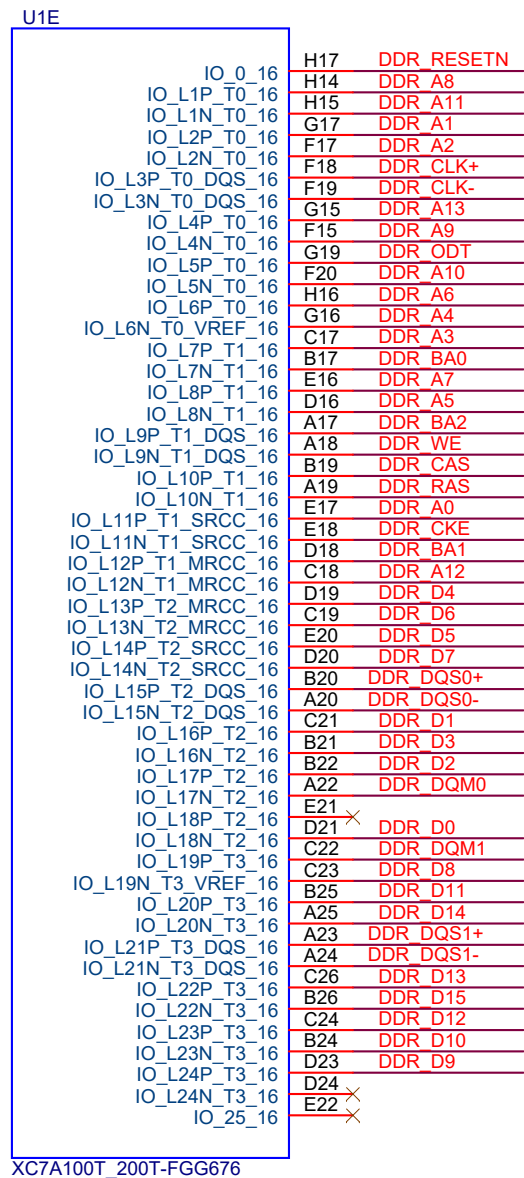 U1E
IO_0_16 H17 DDR_RESETN
IO_L1P_T0_16 H14 DDR_A8
IO_L1N_T0_16 H15 DDR_A11
IO_L2P_T0_16 G17 DDR_A1
IO_L2N_T0_16 F17 DDR_A2
IO_L3P_T0_DQS_16 F18 DDR_CLK+
IO_L3N_T0_DQS_16 F19 DDR_CLK-
IO_L4P_T0_16 G15 DDR_A13
IO_L4N_T0_16 F15 DDR_A9
IO_L5P_T0_16 G19 DDR_ODT
IO_L5N_T0_16 F20 DDR_A10
IO_L6P_T0_16 H16 DDR_A6
IO_L6N_T0_VREF_16 G16 DDR_A4
IO_L7P_T1_16 C17 DDR_A3
IO_L7N_T1_16 B17 DDR_BA0
IO_L8P_T1_16 E16 DDR_A7
IO_L8N_T1_16 D16 DDR_A5
IO_L9P_T1_DQS_16 A17 DDR_BA2
IO_L9N_T1_DQS_16 A18 DDR_WE
IO_L10P_T1_16 B19 DDR_CAS
IO_L10N_T1_16 A19 DDR_RAS
IO_L11P_T1_SRCC_16 E17 DDR_A0
IO_L11N_T1_SRCC_16 E18 DDR_CKE
IO_L12P_T1_MRCC_16 D18 DDR_BA1
IO_L12N_T1_MRCC_16 C18 DDR_A12
IO_L13P_T2_MRCC_16 D19 DDR_D4
IO_L13N_T2_MRCC_16 C19 DDR_D6
IO_L14P_T2_SRCC_16 E20 DDR_D5
IO_L14N_T2_SRCC_16 D20 DDR_D7
IO_L15P_T2_DQS_16 B20 DDR_DQS0+
IO_L15N_T2_DQS_16 A20 DDR_DQS0-
IO_L16P_T2_16 C21 DDR_D1
IO_L16N_T2_16 B21 DDR_D3
IO_L17P_T2_16 B22 DDR_D2
IO_L17N_T2_16 A22 DDR_DQM0
IO_L18P_T2_16 E21
IO_L18N_T2_16 D21 DDR_D0
IO_L19P_T3_16 C22 DDR_DQM1
IO_L19N_T3_VREF_16 C23 DDR_D8
IO_L20P_T3_16 B25 DDR_D11
IO_L20N_T3_16 A25 DDR_D14
IO_L21P_T3_DQS_16 A23 DDR_DQS1+
IO_L21N_T3_DQS_16 A24 DDR_DQS1-
IO_L22P_T3_16 C26 DDR_D13
IO_L22N_T3_16 B26 DDR_D15
IO_L23P_T3_16 C24 DDR_D12
IO_L23N_T3_16 B24 DDR_D10
IO_L24P_T3_16 D23 DDR_D9
IO_L24N_T3_16 D24
IO_25_16 E22
XC7A100T_200T-FGG676